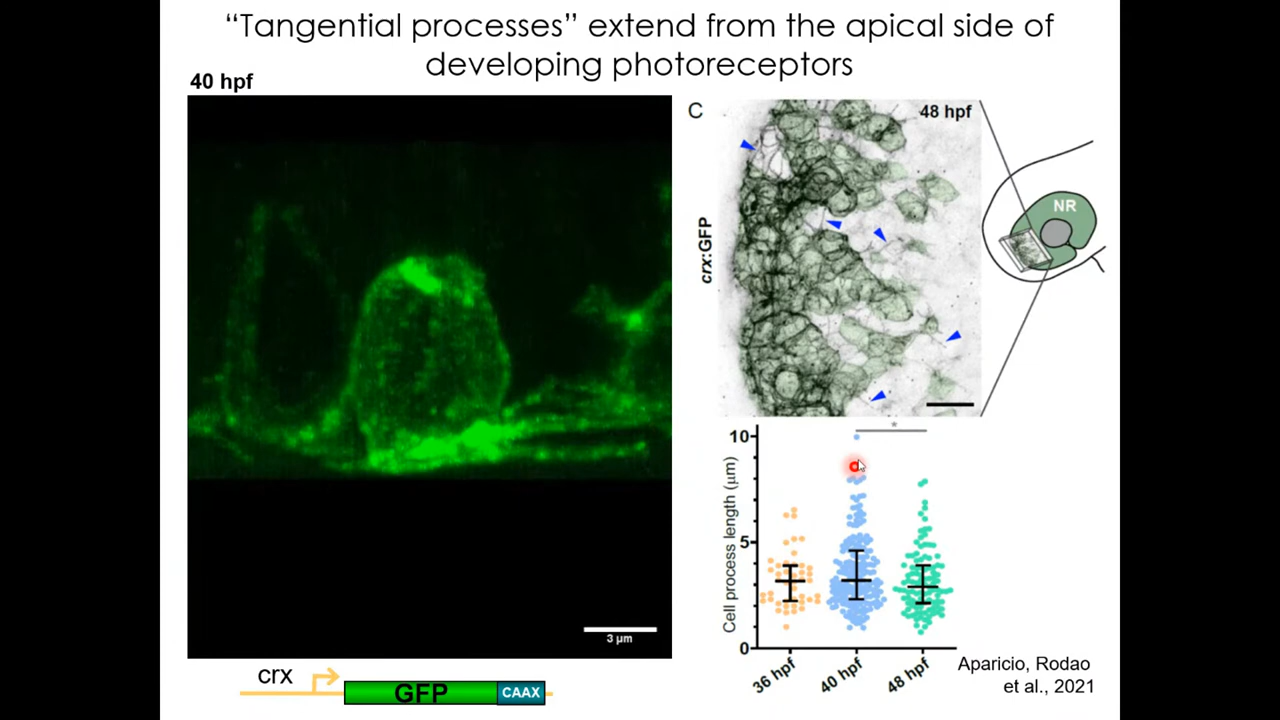 “Tangential processes” extend from the apical side of
developing photoreceptors
40 hpf
3 μm
crx
GFP
CAAX
C
48 hpf
crx:GFP
NR
*
Cell process length (μm)
10
5
0
36 hpf
40 hpf
48 hpf
Aparicio, Rodao
et al., 2021